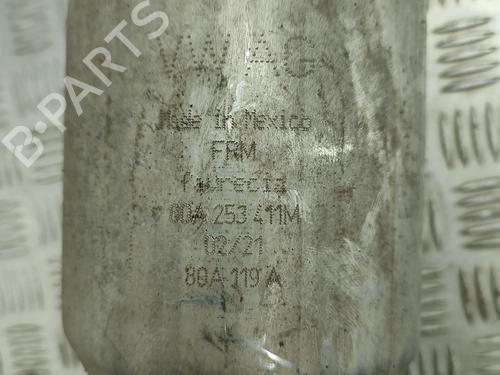 B-PARTS
VW AG
Made in Mexico
FRM
faurecia
80A 253 411M
02/21
80A 119 A